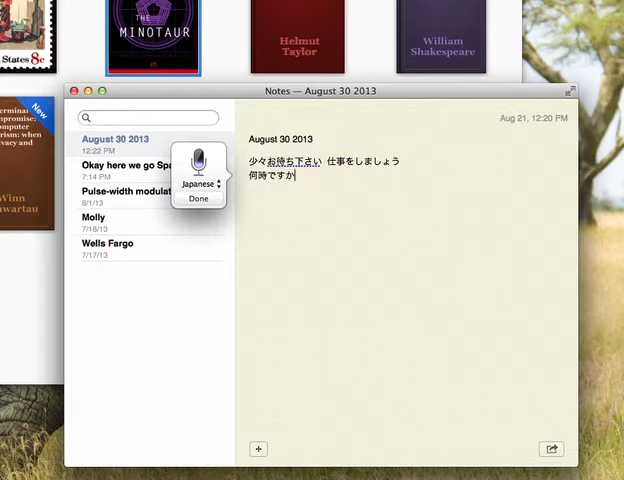 States 8c
THE
MINOTAUR
Helmut
Taylor
William
Shakespeare
New
Winn
Notes — August 30 2013
August 30 2013
12:22 PM
Okay here we go Spa
7:14 PM
Pulse-width modulat
8/1/13
Molly
7/18/13
Wells Fargo
7/17/13
Japanese
Done
Aug 21, 12:20 PM
August 30 2013
少々お待ち下さい 仕事をしましょう
何時ですか